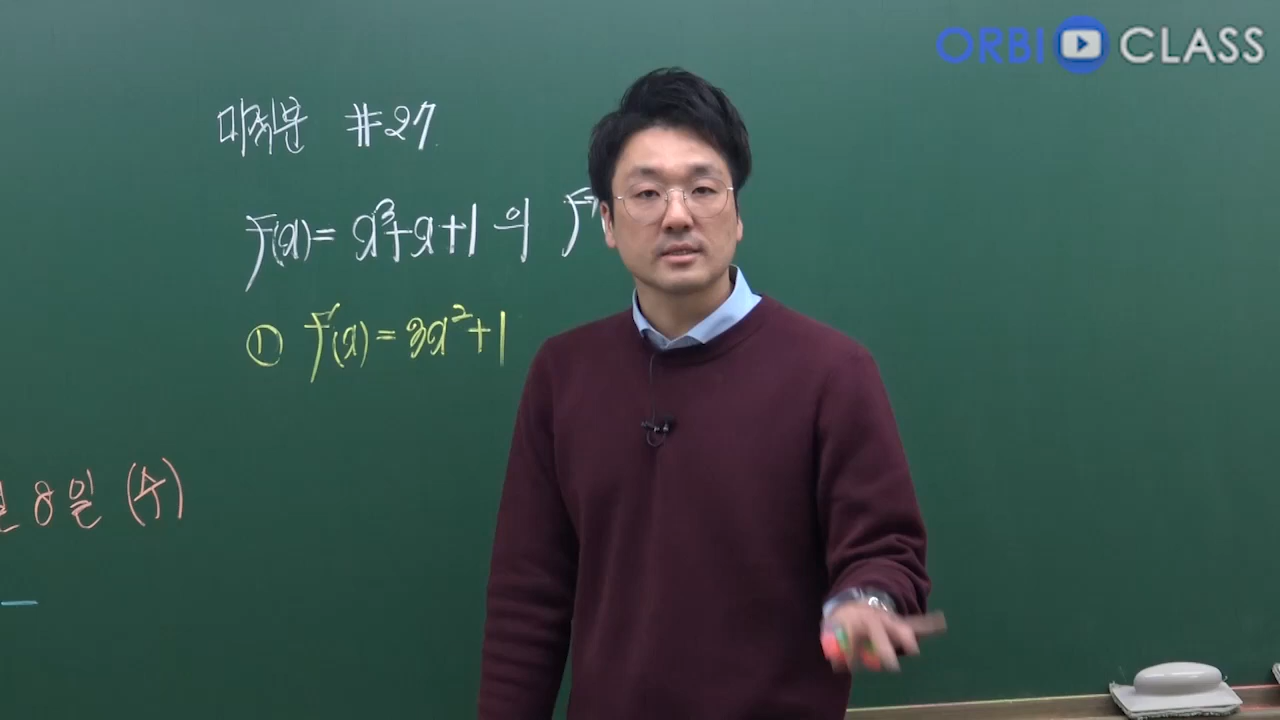 ORBI CLASS
미적분 #27
f(x)= x³+x+1 의 f
① f'(x)=3x²+1
8일 (수)